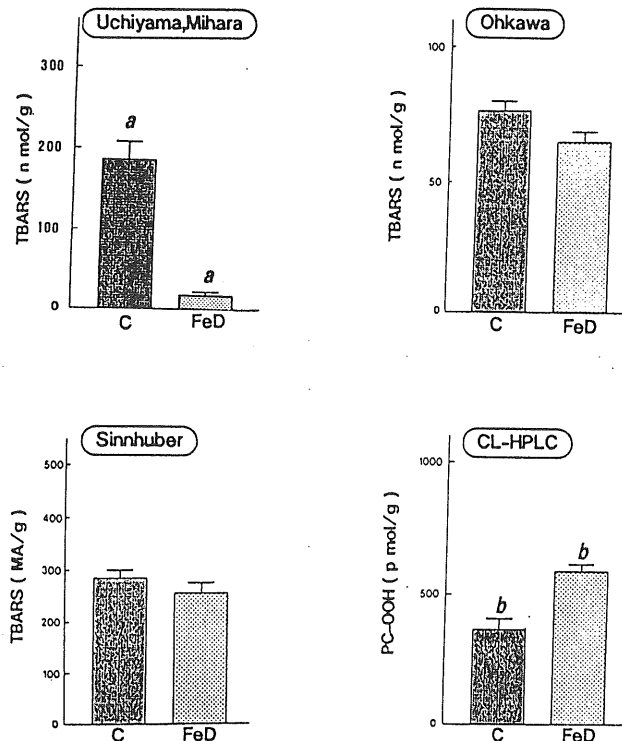 Uchiyama,Mihara
TBARS ( n mol/g )
300
200
100
0
a
a
C FeD
Ohkawa
TBARS ( n mol/g )
100
50
0
C FeD
Sinnhuber
TBARS ( MA/g )
500
400
300
200
300
0
C FeD
CL-HPLC
PC-OOH ( p mol/g )
1000
500
0
b
b
C FeD